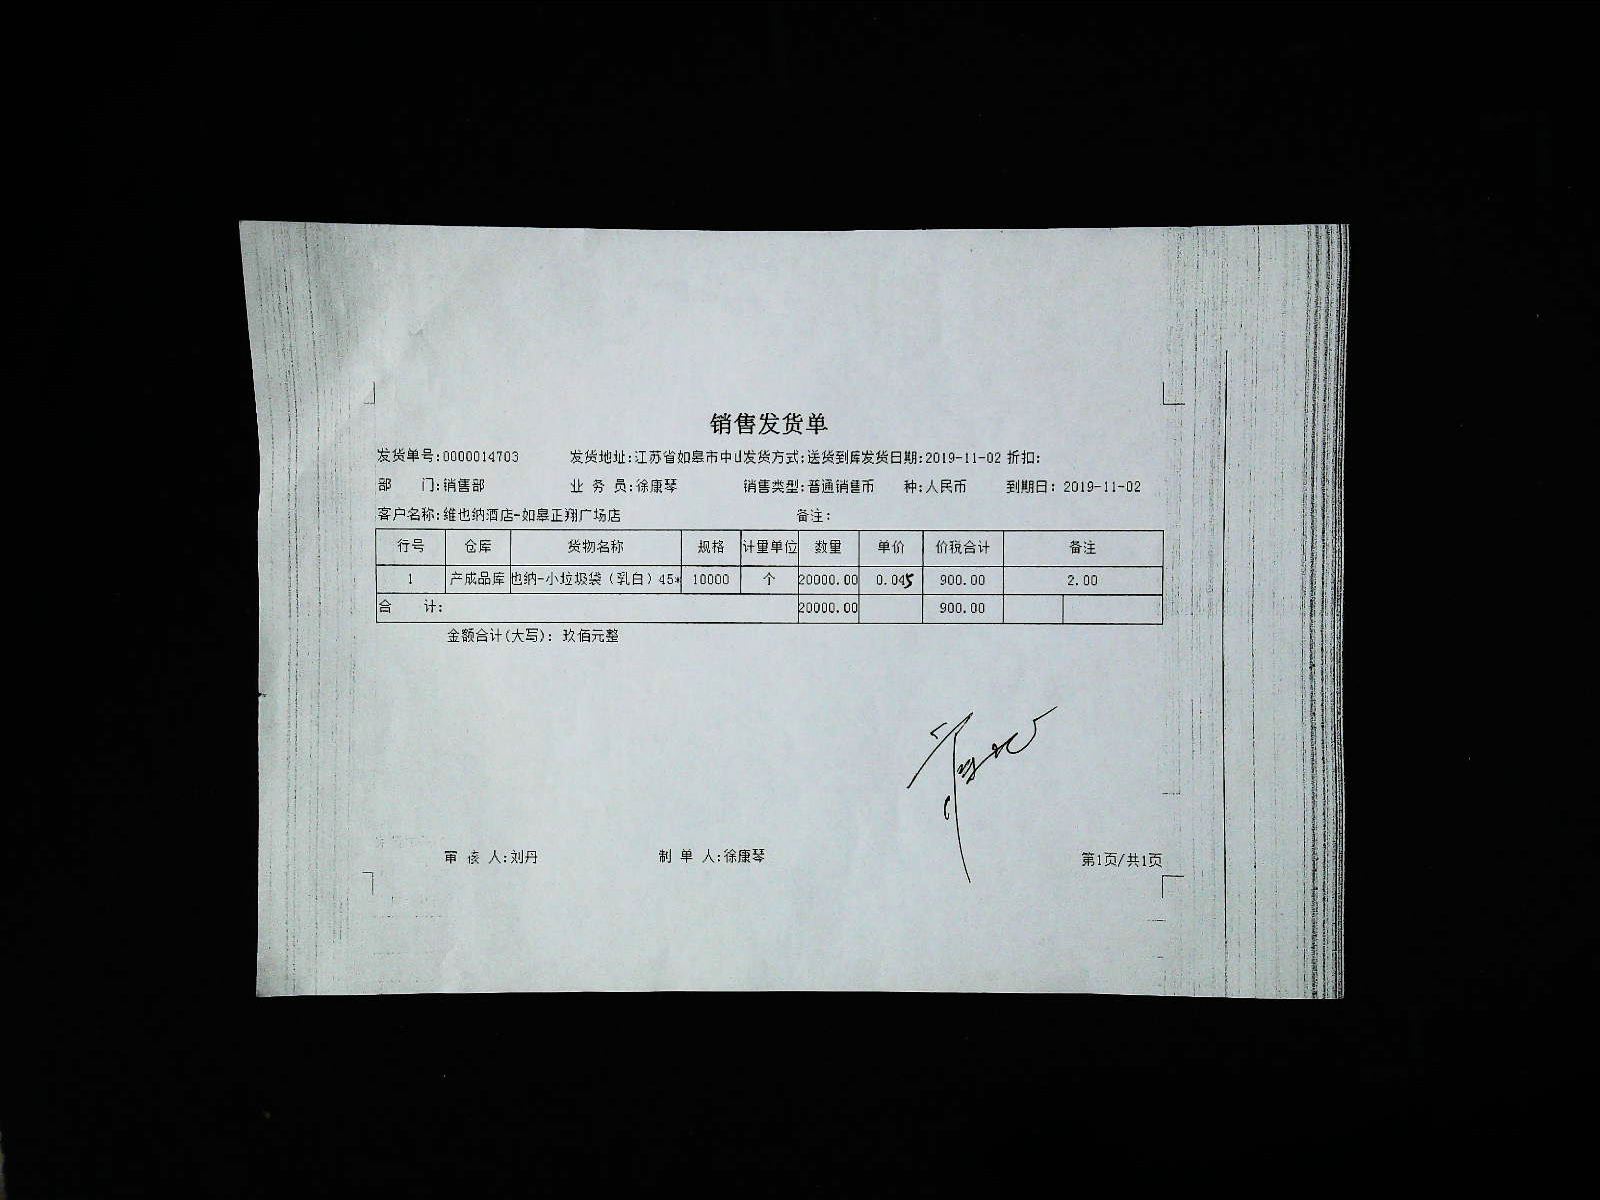 销售发货单
发货单号:0000014703 发货地址:江苏省如皋市中山发货方式:送货到库发货日期:2019-11-02 折扣:
部 门:销售部 业 务 员:徐康琴 销售类型:普通销售币 种:人民币 到期日: 2019-11-02
客户名称:维也纳酒店-如皋正翔广场店 备注:
行号 仓库 货物名称 规格 计量单位 数量 单价 价税合计 备注
1 产成品库 也纳-小垃圾袋（乳白）45* 10000 个 20000.00 0.045 900.00 2.00
合 计: 20000.00 900.00
金额合计(大写): 玖佰元整
审 核 人:刘丹 制 单 人:徐康琴 第1页/共1页